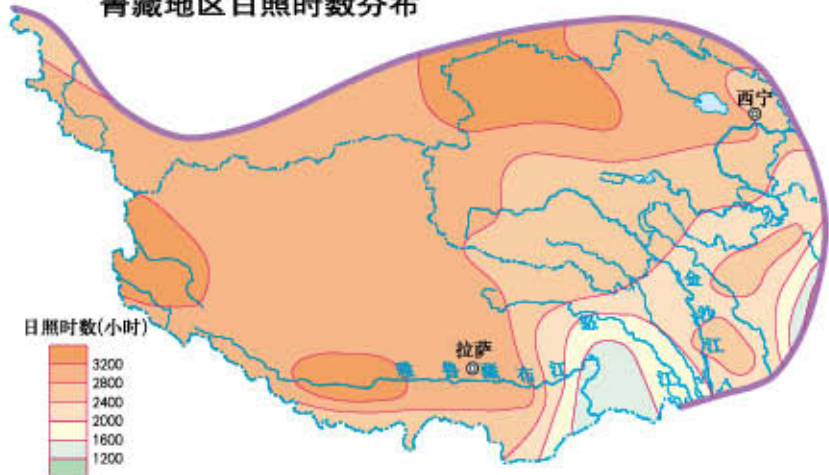 青藏地区日照时数分布
西宁
金沙江
怒江
拉萨
雅鲁藏布江
日照时数(小时)
3200
2800
2400
2000
1600
1200